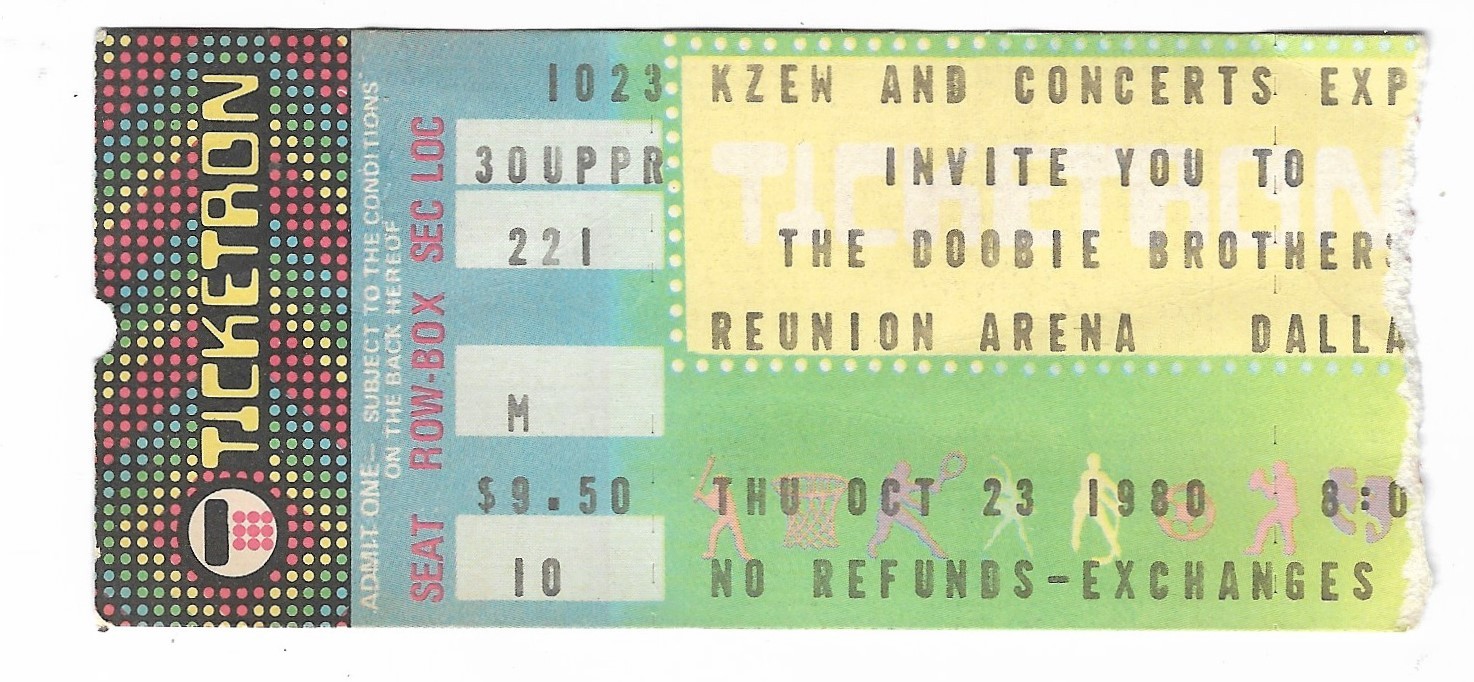 TICKETRON
ADMIT ONE— SUBJECT TO THE CONDITIONS
ON THE BACK HEREOF
SEAT ROW-BOX SEC LOC
1023
30UPPR
221
M
$9.50
10
KZEW AND CONCERTS EXP
INVITE YOU TO
TICKETRON
THE DOOBIE BROTHERS
REUNION ARENA DALLA
THU OCT 23 1980 8:0
NO REFUNDS-EXCHANGES